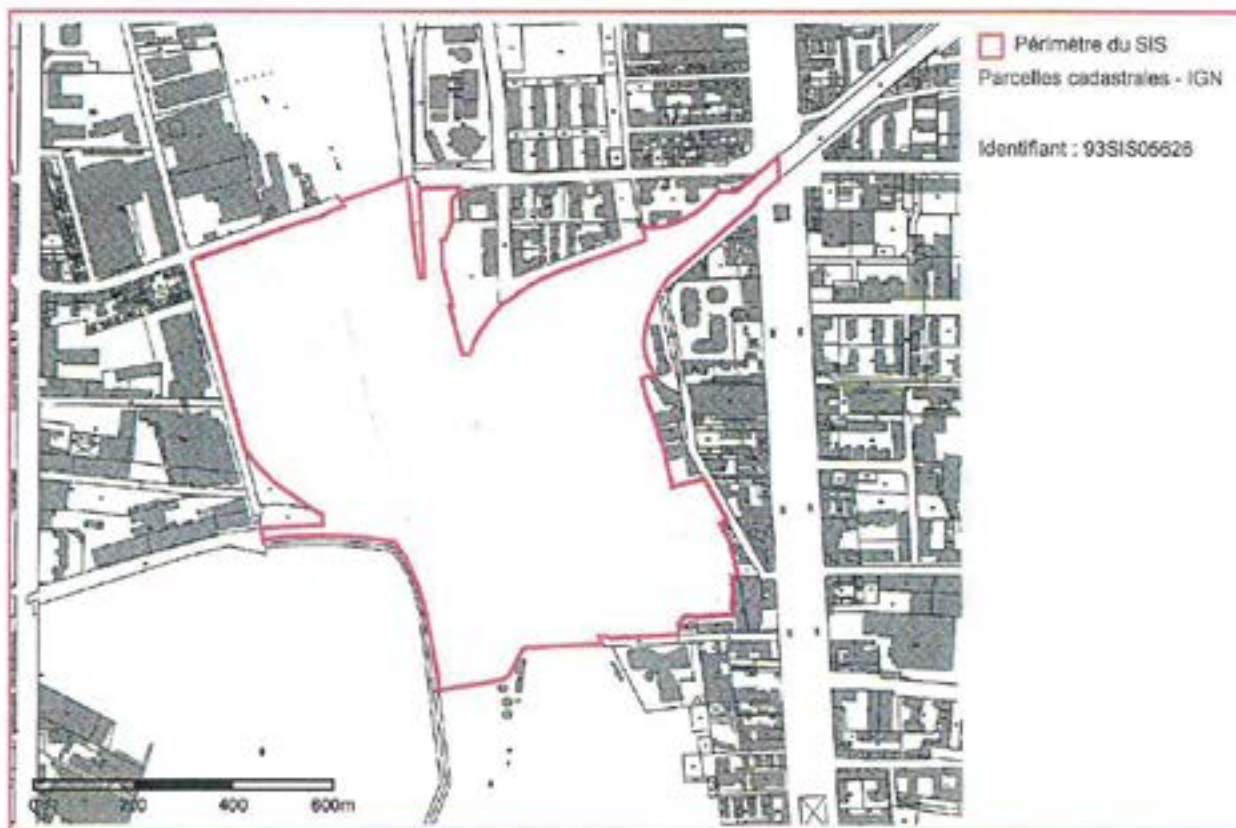 Périmètre du SIS
Parcelles cadastrales - IGN
Identifiant : 93SIS05626
0 200 400 600m